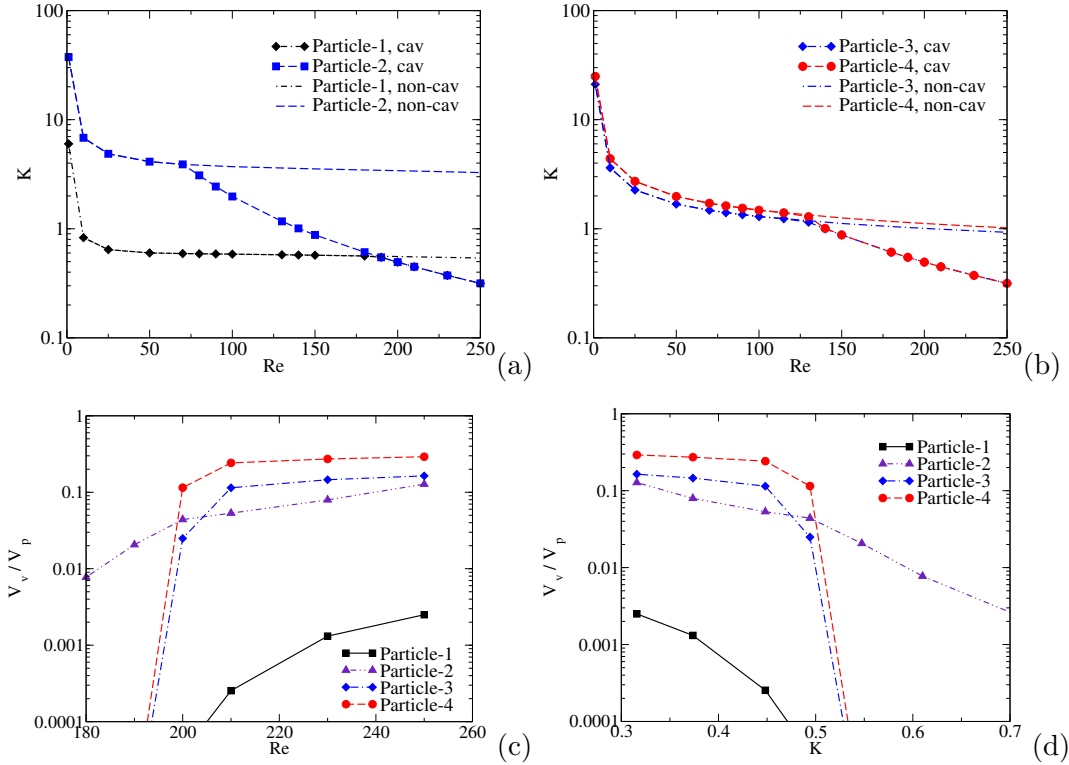 100
10
1
0.1
K
0
50
100
150
200
250
Re
Particle-1, cav
Particle-2, cav
Particle-1, non-cav
Particle-2, non-cav
(a)
100
10
1
0.1
K
0
50
100
150
200
250
Re
Particle-3, cav
Particle-4, cav
Particle-3, non-cav
Particle-4, non-cav
(b)
1
0.1
0.01
0.001
0.0001
V_v / V_p
180
200
220
240
260
Re
Particle-1
Particle-2
Particle-3
Particle-4
(c)
1
0.1
0.01
0.001
0.0001
V_v / V_p
0.3
0.4
0.5
0.6
0.7
K
Particle-1
Particle-2
Particle-3
Particle-4
(d)